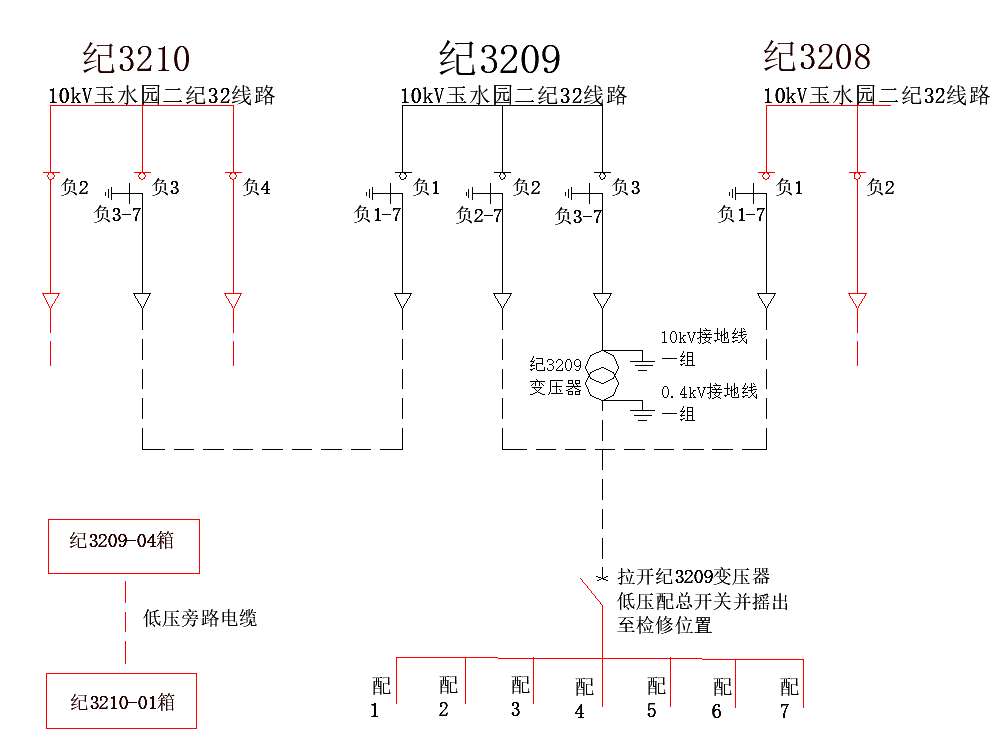 纪3210
纪3209
纪3208
10kV玉水园二纪32线路
10kV玉水园二纪32线路
10kV玉水园二纪32线路
负2
负3
负4
负3-7
负1
负2
负3
负1-7
负2-7
负3-7
负1
负2
负1-7
10kV接地线
一组
纪3209
变压器
0.4kV接地线
一组
纪3209-04箱
低压旁路电缆
纪3210-01箱
拉开纪3209变压器
低压配总开关并摇出
至检修位置
配
1
配
2
配
3
配
4
配
5
配
6
配
7